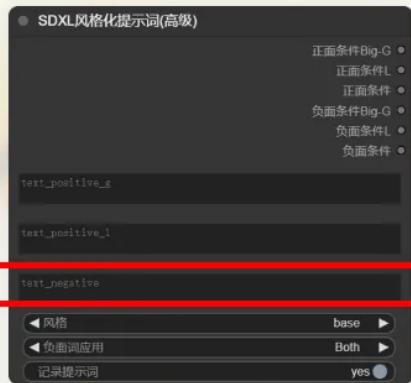 SDXL风格化提示词(高级)
正面条件Big-G
正面条件L
正面条件
负面条件Big-G
负面条件L
负面条件
text_positive_g
text_positive_l
text_negative
风格 base
负面词应用 Both
记录提示词 yes